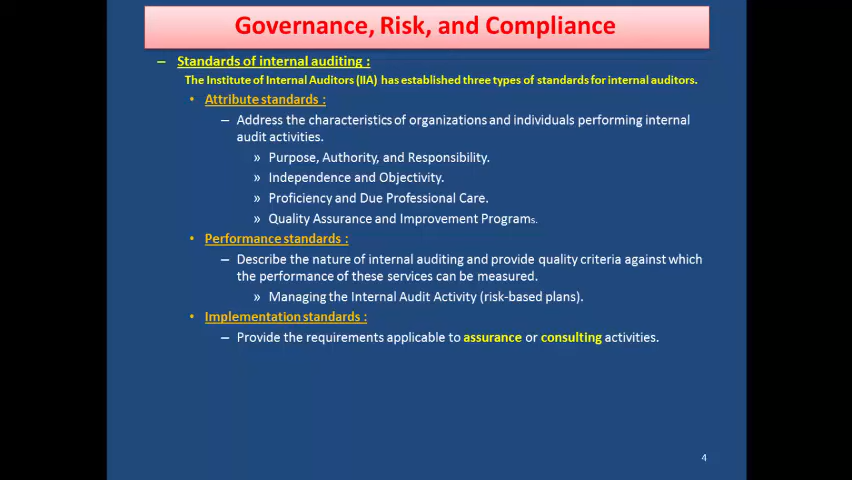 Governance, Risk, and Compliance
– Standards of internal auditing :
The Institute of Internal Auditors (IIA) has established three types of standards for internal auditors.
• Attribute standards :
– Address the characteristics of organizations and individuals performing internal
audit activities.
» Purpose, Authority, and Responsibility.
» Independence and Objectivity.
» Proficiency and Due Professional Care.
» Quality Assurance and Improvement Programs.
• Performance standards :
– Describe the nature of internal auditing and provide quality criteria against which
the performance of these services can be measured.
» Managing the Internal Audit Activity (risk-based plans).
• Implementation standards :
– Provide the requirements applicable to assurance or consulting activities.
4